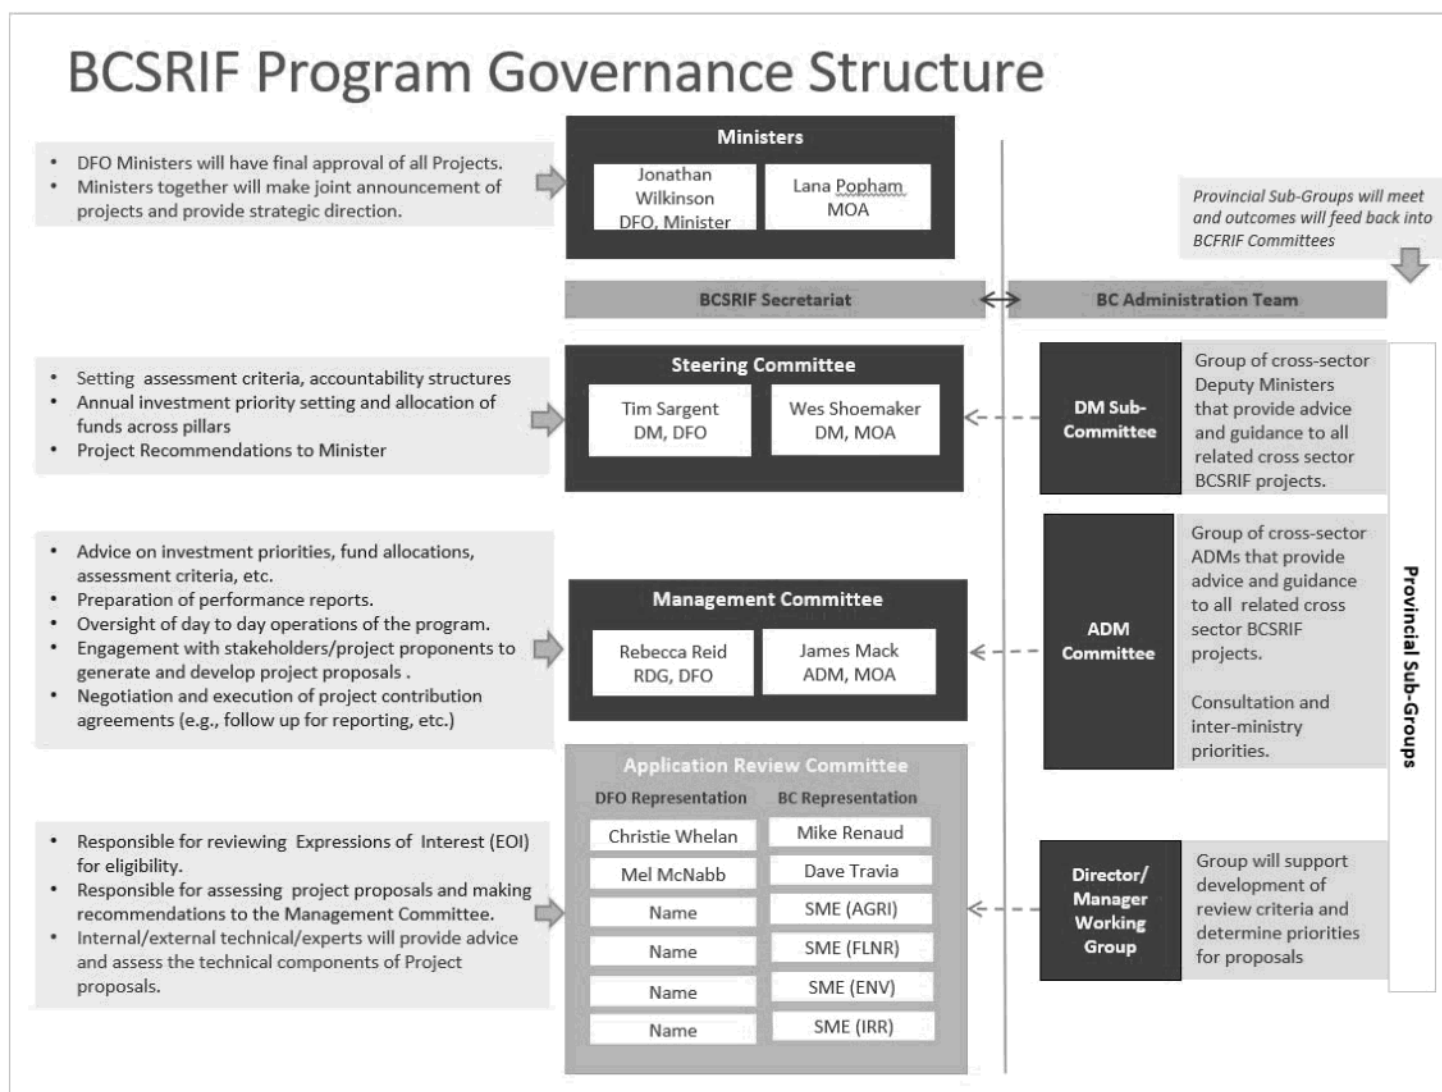 BCSRIF Program Governance Structure
• DFO Ministers will have final approval of all Projects.
• Ministers together will make joint announcement of
projects and provide strategic direction.
Ministers
Jonathan
Wilkinson
DFO, Minister
Lana Popham
MOA
Provincial Sub-Groups will meet
and outcomes will feed back into
BCFRIF Committees
BCSRIF Secretariat
BC Administration Team
• Setting assessment criteria, accountability structures
• Annual investment priority setting and allocation of
funds across pillars
• Project Recommendations to Minister
Steering Committee
Tim Sargent
DM, DFO
Wes Shoemaker
DM, MOA
DM Sub-
Committee
Group of cross-sector
Deputy Ministers
that provide advice
and guidance to all
related cross sector
BCSRIF projects.
• Advice on investment priorities, fund allocations,
assessment criteria, etc.
• Preparation of performance reports.
• Oversight of day to day operations of the program.
• Engagement with stakeholders/project proponents to
generate and develop project proposals .
• Negotiation and execution of project contribution
agreements (e.g., follow up for reporting, etc.)
Management Committee
Rebecca Reid
RDG, DFO
James Mack
ADM, MOA
ADM
Committee
Group of cross-sector
ADMs that provide
advice and guidance
to all related cross
sector BCSRIF
projects.
Consultation and
inter-ministry
priorities.
Provincial Sub-Groups
• Responsible for reviewing Expressions of Interest (EOI)
for eligibility.
• Responsible for assessing project proposals and making
recommendations to the Management Committee.
• Internal/external technical/experts will provide advice
and assess the technical components of Project
proposals.
Application Review Committee
DFO Representation
BC Representation
Christie Whelan
Mike Renaud
Mel McNabb
Dave Travia
Name
SME (AGRI)
Name
SME (FLNR)
Name
SME (ENV)
Name
SME (IRR)
Director/
Manager
Working
Group
Group will support
development of
review criteria and
determine priorities
for proposals